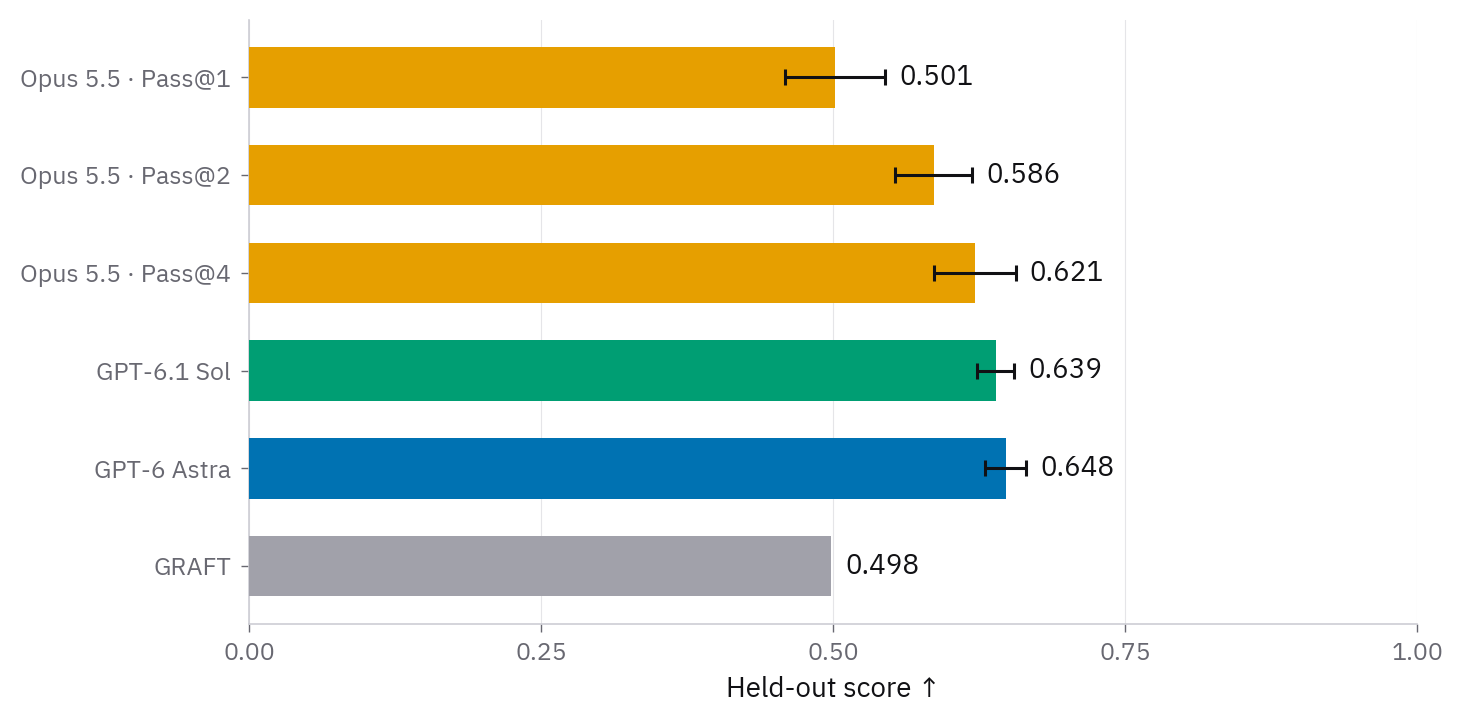 Opus 5.5 · Pass@1 0.501
Opus 5.5 · Pass@2 0.586
Opus 5.5 · Pass@4 0.621
GPT-6.1 Sol 0.639
GPT-6 Astra 0.648
GRAFT 0.498
0.00 0.25 0.50 0.75 1.00
Held-out score ↑